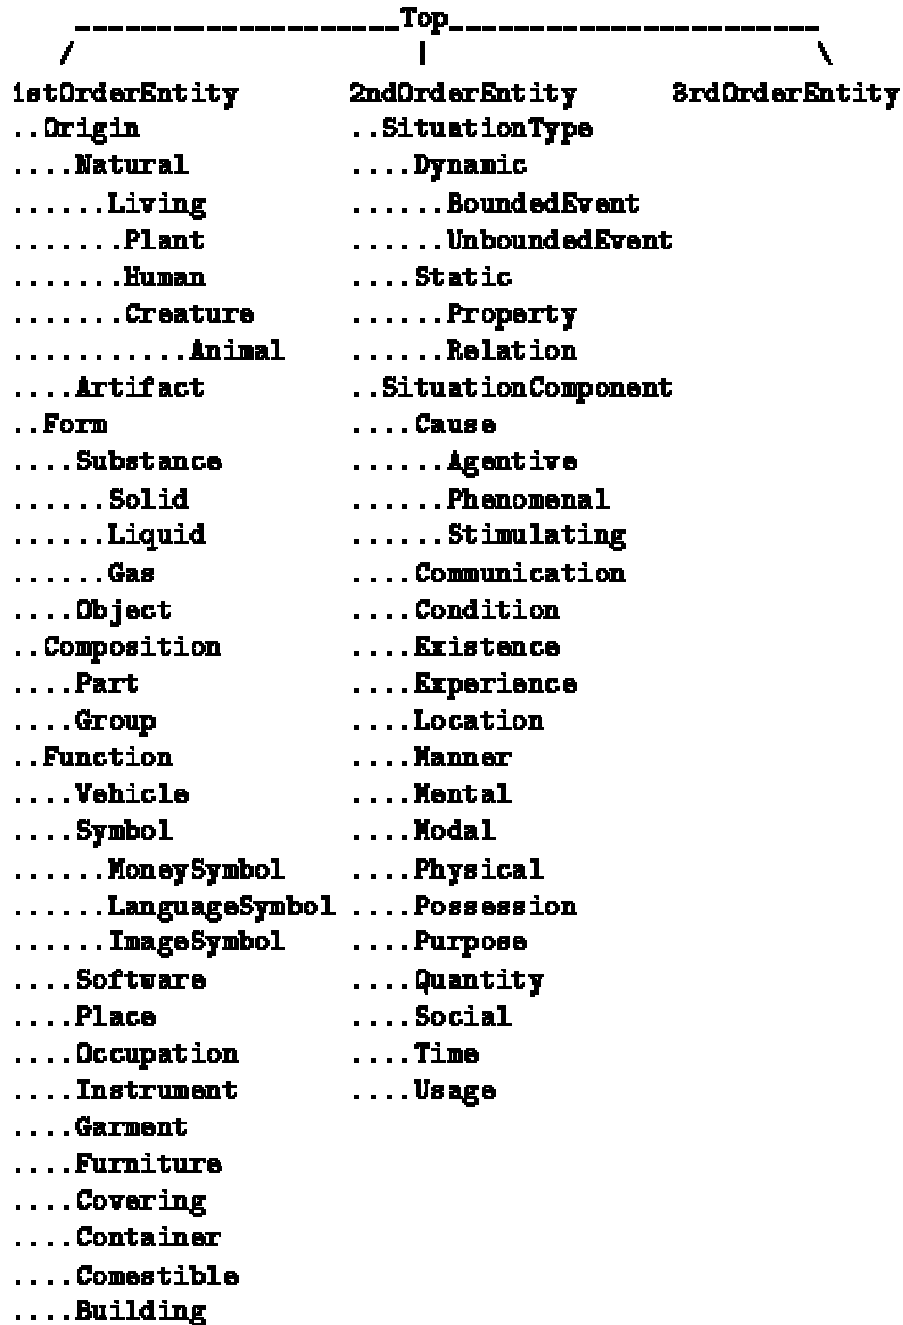 ____________________Top_______________________
/ | \
1stOrderEntity 2ndOrderEntity 3rdOrderEntity
..Origin ..SituationType
....Natural ....Dynamic
......Living ......BoundedEvent
.......Plant ......UnboundedEvent
.......Human ....Static
.......Creature ......Property
...........Animal ......Relation
....Artifact ..SituationComponent
..Form ....Cause
....Substance ......Agentive
......Solid ......Phenomenal
......Liquid ......Stimulating
......Gas ....Communication
....Object ....Condition
..Composition ....Existence
....Part ....Experience
....Group ....Location
..Function ....Manner
....Vehicle ....Mental
....Symbol ....Modal
......MoneySymbol ....Physical
......LanguageSymbol ....Possession
......ImageSymbol ....Purpose
....Software ....Quantity
....Place ....Social
....Occupation ....Time
....Instrument ....Usage
....Garment
....Furniture
....Covering
....Container
....Comestible
....Building